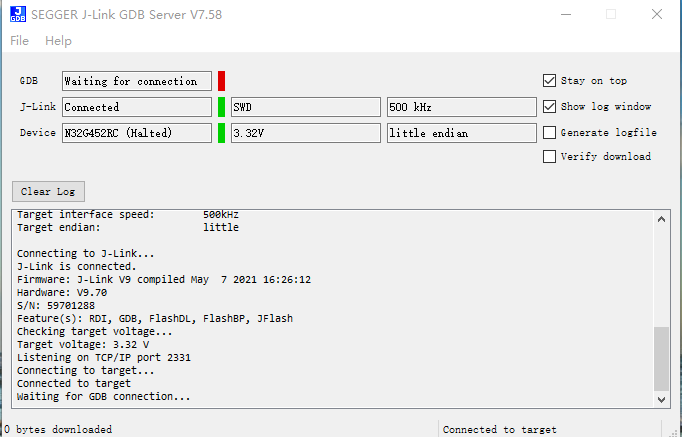 J
GDB
SEGGER J-Link GDB Server V7.58
File Help
GDB Waiting for connection Stay on top
J-Link Connected SWD 500 kHz Show log window
Device N32G452RC (Halted) 3.32V little endian Generate logfile
Verify download
Clear Log
Target interface speed: 500kHz
Target endian: little
Connecting to J-Link...
J-Link is connected.
Firmware: J-Link V9 compiled May  7 2021 16:26:12
Hardware: V9.70
S/N: 59701288
Feature(s): RDI, GDB, FlashDL, FlashBP, JFlash
Checking target voltage...
Target voltage: 3.32 V
Listening on TCP/IP port 2331
Connecting to target...
Connected to target
Waiting for GDB connection...
0 bytes downloaded Connected to target